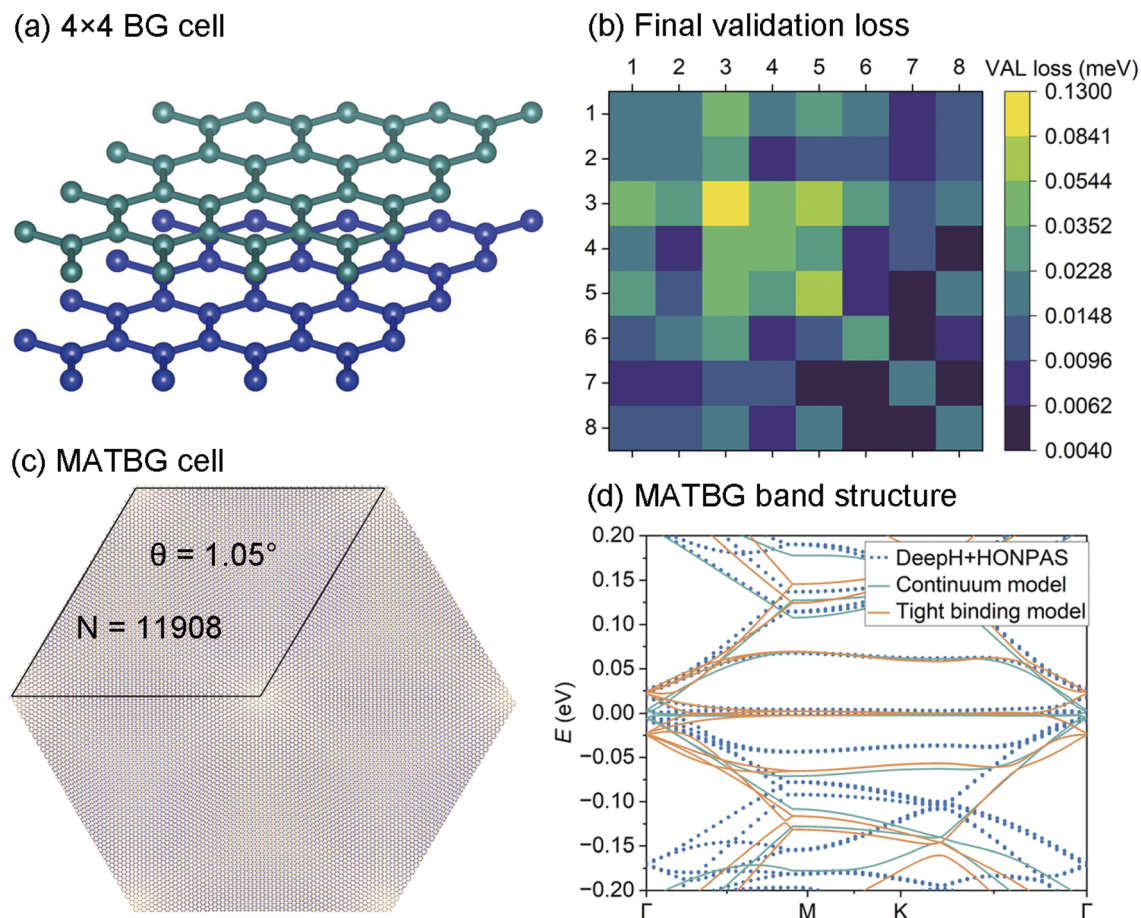 (a) 4×4 BG cell
(b) Final validation loss
1 2 3 4 5 6 7 8 VAL loss (meV)
1
2
3
4
5
6
7
8
0.1300
0.0841
0.0544
0.0352
0.0228
0.0148
0.0096
0.0062
0.0040
(c) MATBG cell
θ = 1.05°
N = 11908
(d) MATBG band structure
DeepH+HONPAS
Continuum model
Tight binding model
E (eV)
0.20
0.15
0.10
0.05
0.00
−0.05
−0.10
−0.15
−0.20
Γ M K Γ